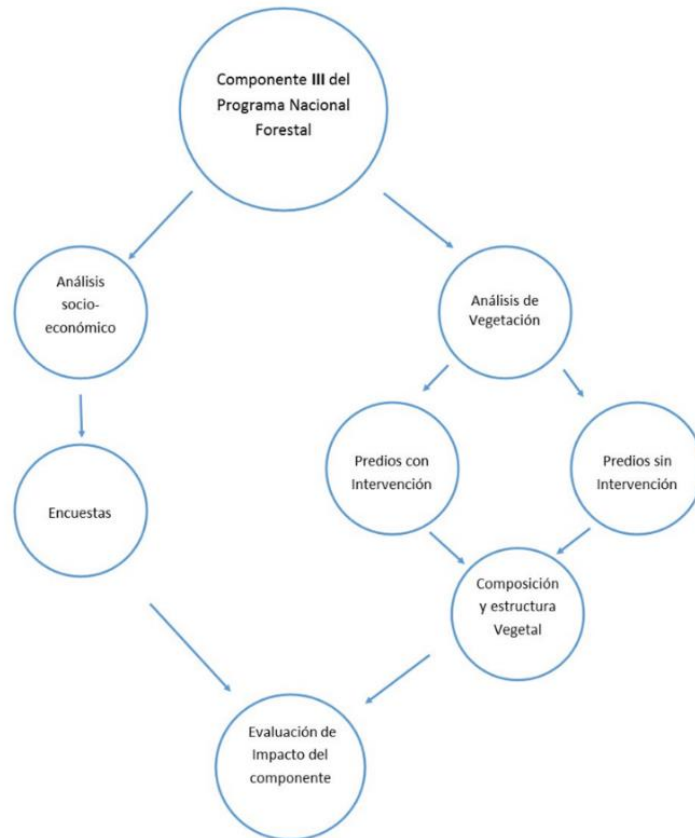 Componente III del
Programa Nacional
Forestal
Análisis
socio-
económico
Análisis de
Vegetación
Encuestas
Predios con
Intervención
Predios sin
Intervención
Composición
y estructura
Vegetal
Evaluación de
Impacto del
componente